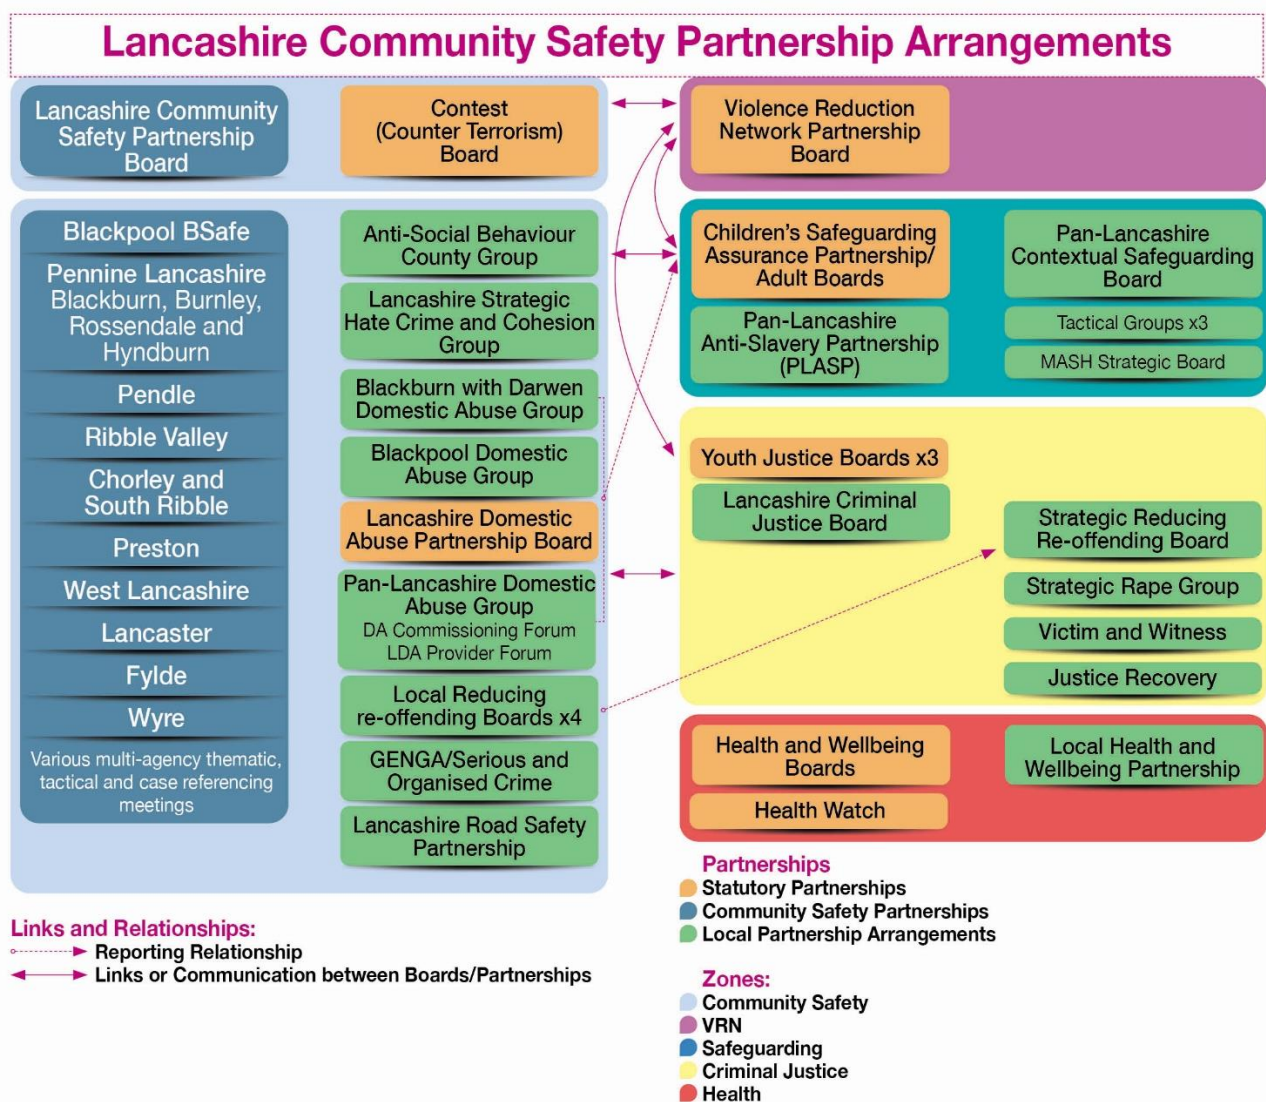 Lancashire Community Safety Partnership Arrangements
Lancashire Community
Safety Partnership
Board
Contest
(Counter Terrorism)
Board
Violence Reduction
Network Partnership
Board
Blackpool BSafe
Pennine Lancashire
Blackburn, Burnley,
Rossendale and
Hyndburn
Pendle
Ribble Valley
Chorley and
South Ribble
Preston
West Lancashire
Lancaster
Fylde
Wyre
Various multi-agency thematic,
tactical and case referencing
meetings
Anti-Social Behaviour
County Group
Lancashire Strategic
Hate Crime and Cohesion
Group
Blackburn with Darwen
Domestic Abuse Group
Blackpool Domestic
Abuse Group
Lancashire Domestic
Abuse Partnership Board
Pan-Lancashire Domestic
Abuse Group
DA Commissioning Forum
LDA Provider Forum
Local Reducing
re-offending Boards x4
GENGA/Serious and
Organised Crime
Lancashire Road Safety
Partnership
Children's Safeguarding
Assurance Partnership/
Adult Boards
Pan-Lancashire
Anti-Slavery Partnership
(PLASP)
Pan-Lancashire
Contextual Safeguarding
Board
Tactical Groups x3
MASH Strategic Board
Youth Justice Boards x3
Lancashire Criminal
Justice Board
Strategic Reducing
Re-offending Board
Strategic Rape Group
Victim and Witness
Justice Recovery
Health and Wellbeing
Boards
Health Watch
Local Health and
Wellbeing Partnership
Links and Relationships:
Reporting Relationship
Links or Communication between Boards/Partnerships
Partnerships
Statutory Partnerships
Community Safety Partnerships
Local Partnership Arrangements
Zones:
Community Safety
VRN
Safeguarding
Criminal Justice
Health